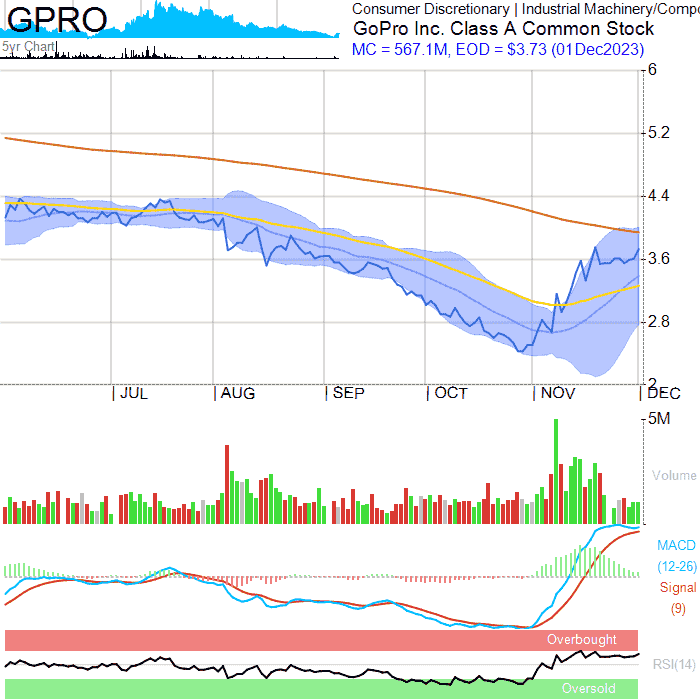 GPRO
5yr Chart
Consumer Discretionary | Industrial Machinery/Compo
GoPro Inc. Class A Common Stock
MC = 567.1M, EOD = $3.73 (01Dec2023)
6
5.2
4.4
3.6
2.8
2
JUL
AUG
SEP
OCT
NOV
DEC
5M
Volume
MACD
(12-26)
Signal
(9)
Overbought
RSI(14)
Oversold